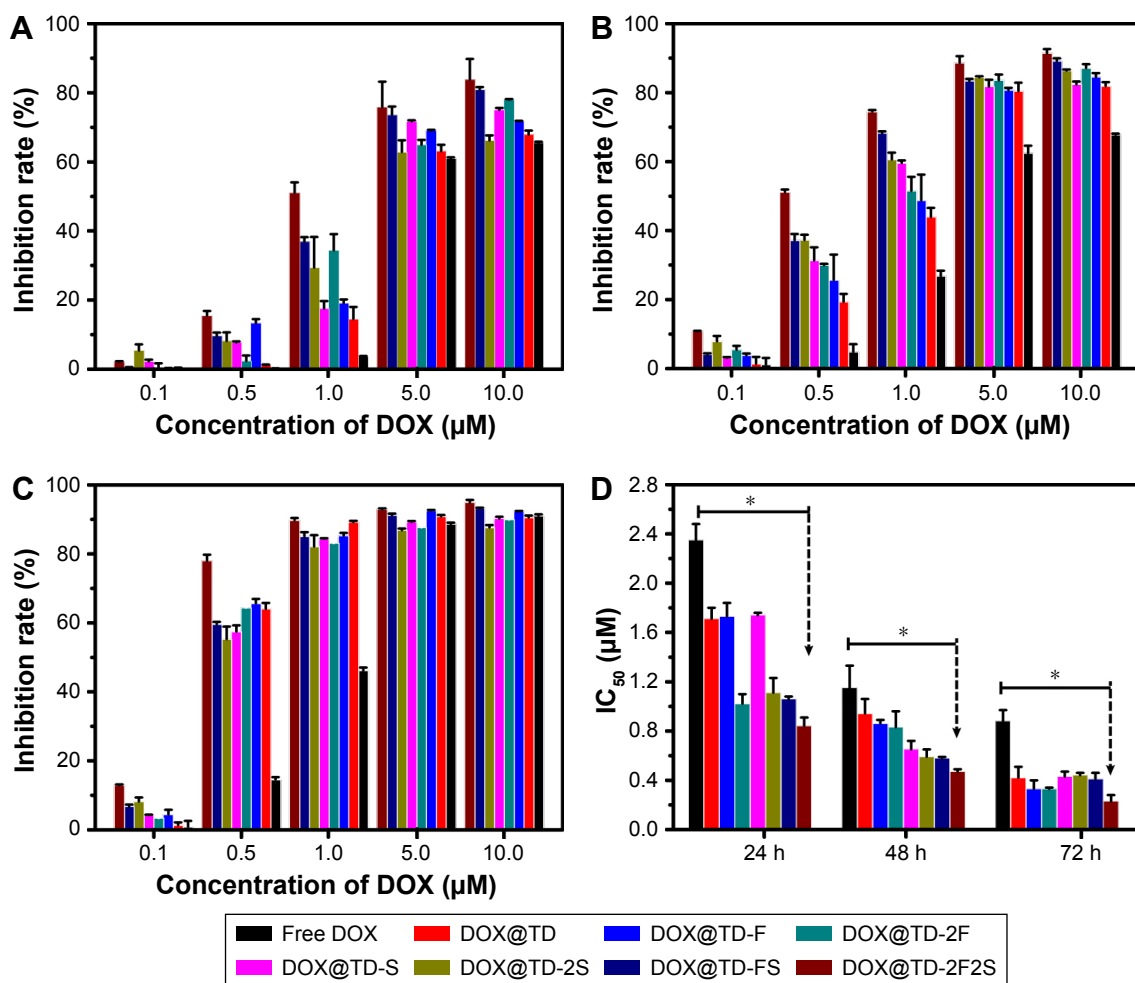 A
100
80
60
40
20
0
Inhibition rate (%)
0.1 0.5 1.0 5.0 10.0
Concentration of DOX (µM)
B
100
80
60
40
20
0
Inhibition rate (%)
0.1 0.5 1.0 5.0 10.0
Concentration of DOX (µM)
C
100
80
60
40
20
0
Inhibition rate (%)
0.1 0.5 1.0 5.0 10.0
Concentration of DOX (µM)
D
2.8
2.4
2.0
1.6
1.2
0.8
0.4
0.0
IC50 (µM)
*
*
*
24 h 48 h 72 h
Free DOX DOX@TD DOX@TD-F DOX@TD-2F
DOX@TD-S DOX@TD-2S DOX@TD-FS DOX@TD-2F2S